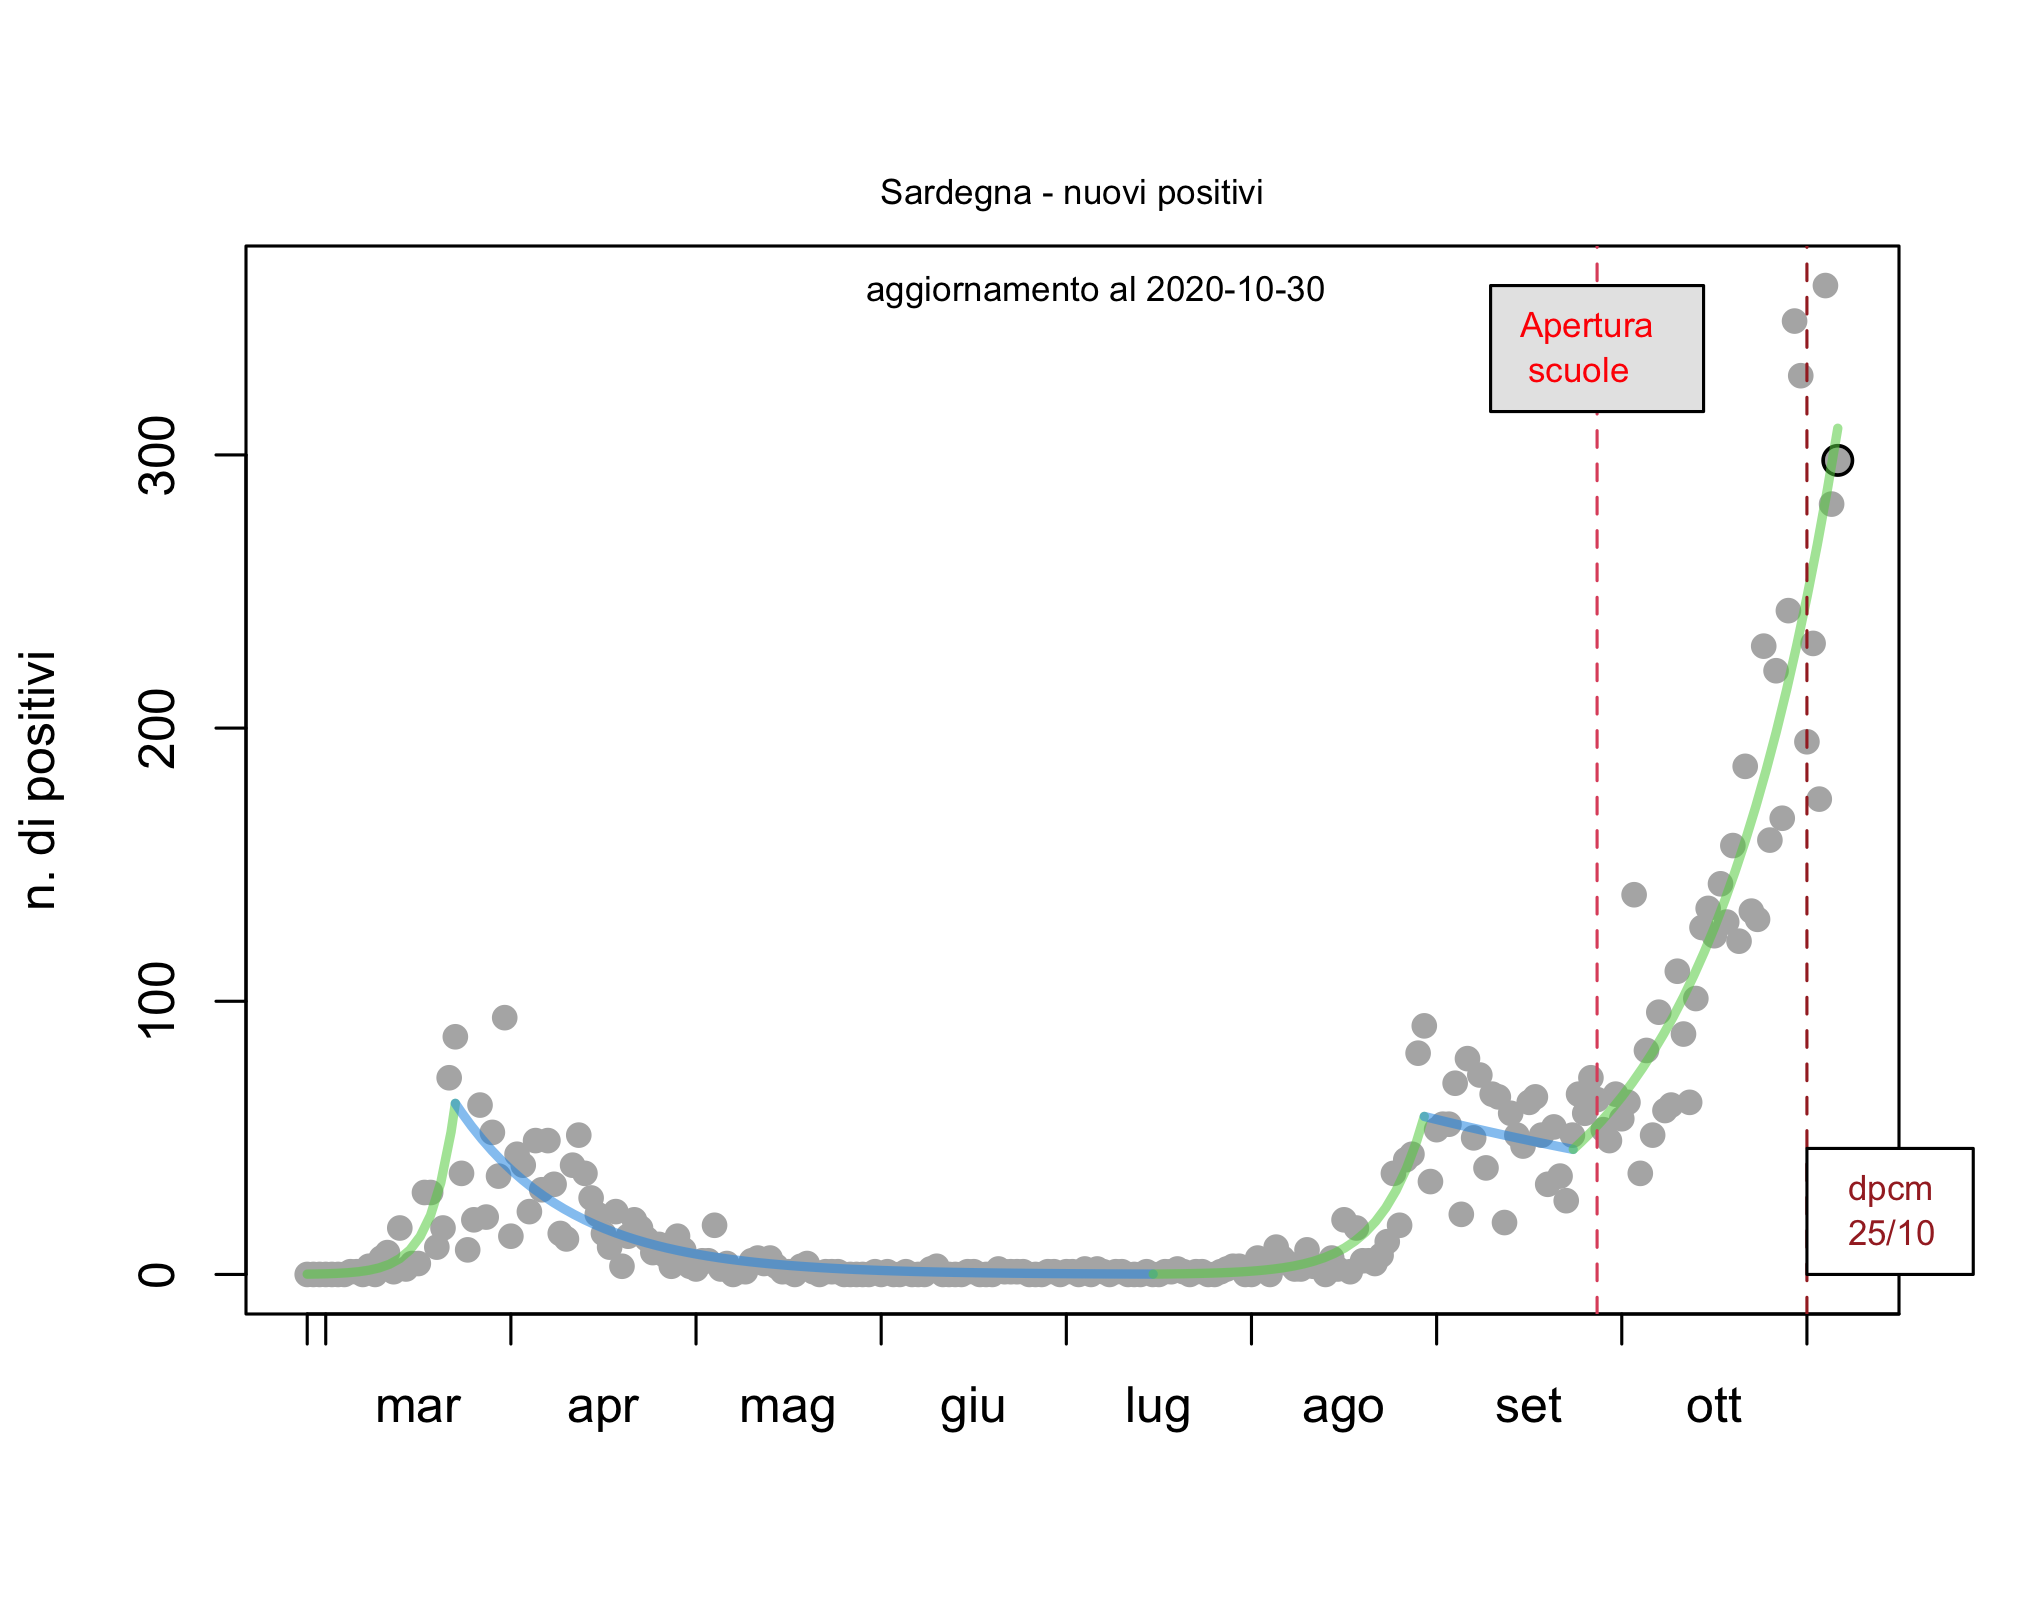 Sardegna - nuovi positivi
aggiornamento al 2020-10-30
Apertura
scuole
300
200
100
0
n. di positivi
dpcm
25/10
mar apr mag giu lug ago set ott